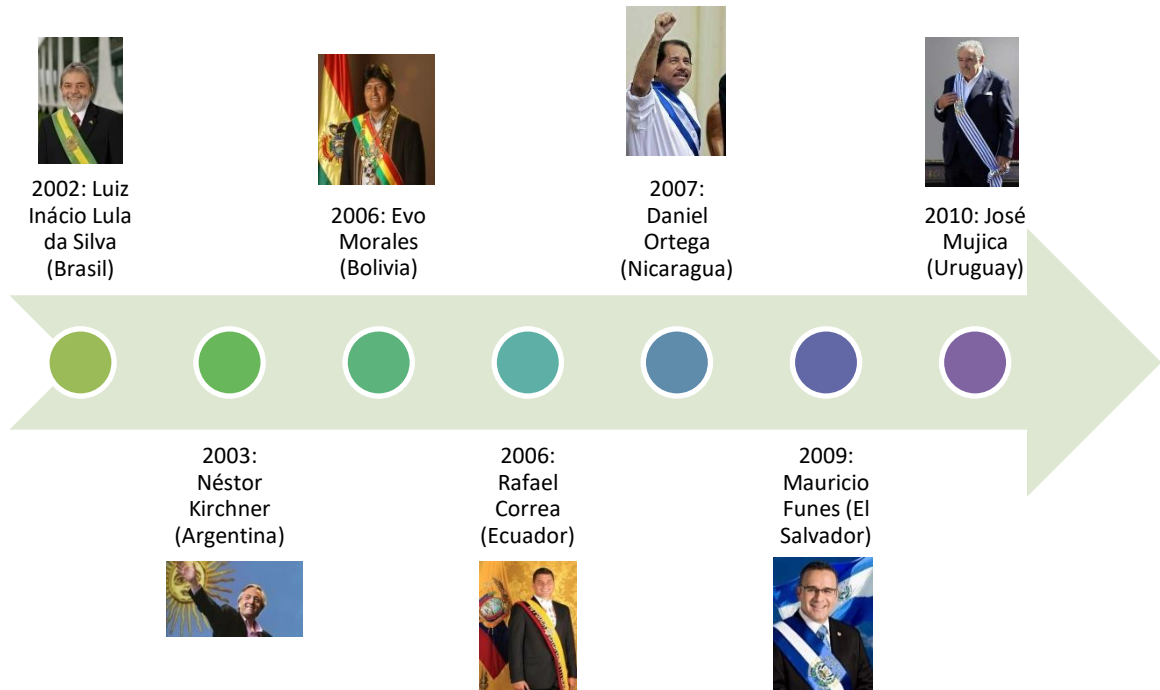 2002: Luiz
Inácio Lula
da Silva
(Brasil)
2003:
Néstor
Kirchner
(Argentina)
2006: Evo
Morales
(Bolivia)
2006:
Rafael
Correa
(Ecuador)
2007:
Daniel
Ortega
(Nicaragua)
2009:
Mauricio
Funes (El
Salvador)
2010: José
Mujica
(Uruguay)